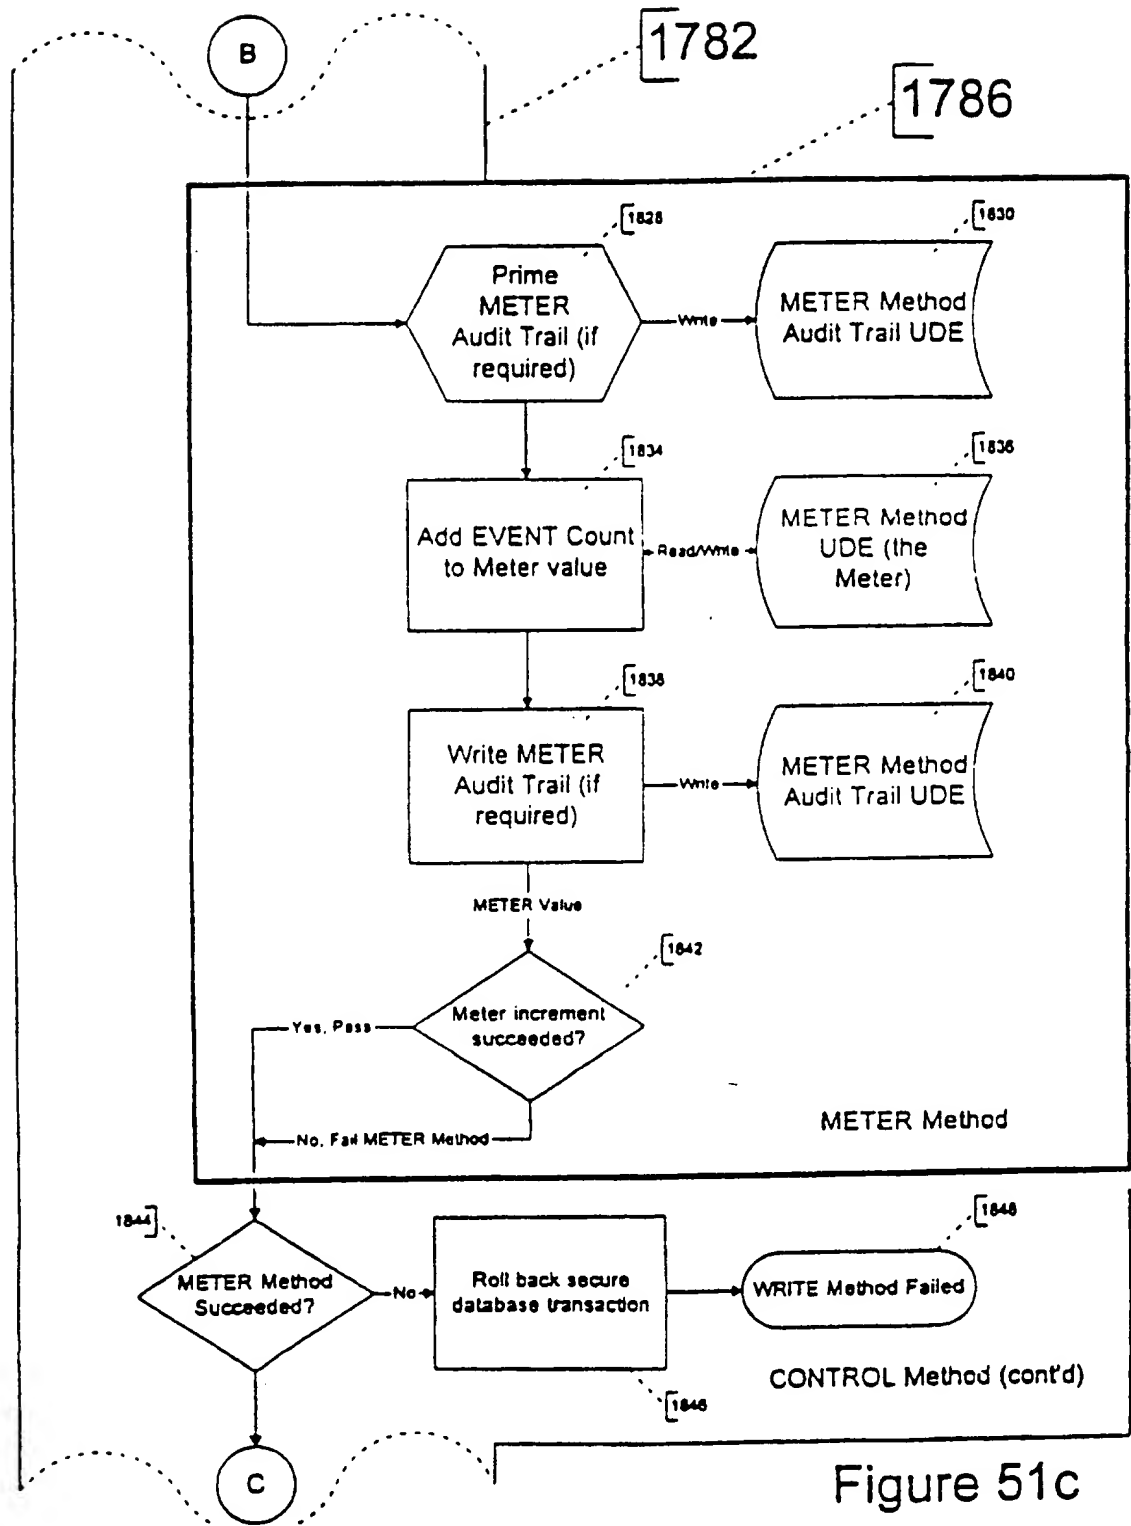 B
1782
1786
1828
1830
Prime
METER
Audit Trail (if
required)
Write
METER Method
Audit Trail UDE
1834
1836
Add EVENT Count
to Meter value
Read/Write
METER Method
UDE (the
Meter)
1838
1840
Write METER
Audit Trail (if
required)
Write
METER Method
Audit Trail UDE
METER Value
1842
Meter increment
succeeded?
Yes, Pass
No, Fail METER Method
METER Method
1844
METER Method
Succeeded?
No
Roll back secure
database transaction
1846
1848
WRITE Method Failed
CONTROL Method (cont'd)
C
Figure 51c